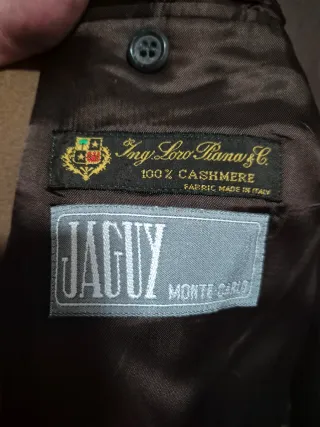 Ing. Loro Piana & C.
100% CASHMERE
FABRIC MADE IN ITALY
JAGUY
MONTE-CARLO